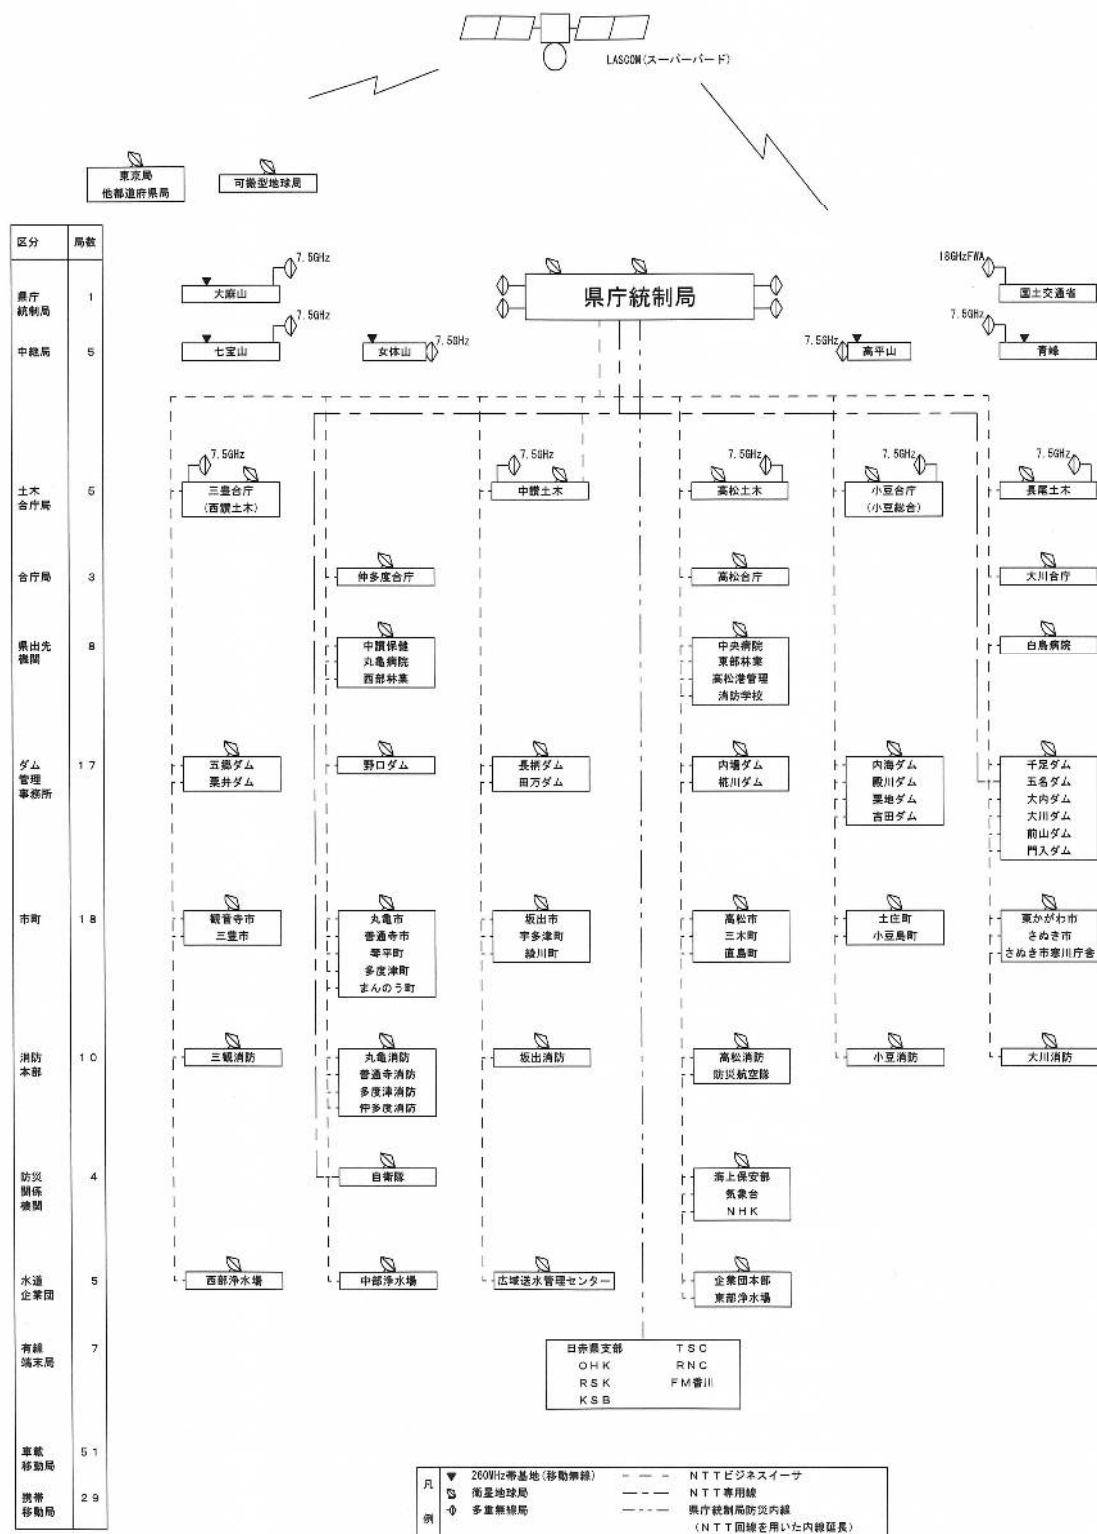 LASCOM(スーパーバード)
東京局
他都道府県局
可搬型地球局
区分 局数
県庁
統制局
1
7.5GHz
大麻山
県庁統制局
18GHzFWA
国土交通省
中継局 5
7.5GHz
七宝山
女体山
7.5GHz
7.5GHz
高平山
7.5GHz
青峰
土木
合庁局
5
7.5GHz
三豊合庁
(西讃土木)
7.5GHz
中讃土木
7.5GHz
高松土木
7.5GHz
小豆合庁
(小豆総合)
7.5GHz
長尾土木
合庁局 3
仲多度合庁
高松合庁
大川合庁
県出先
機関
8
中讃保健
丸亀病院
西部林業
中央病院
東部林業
高松港管理
消防学校
白鳥病院
ダム
管理
事務所
17
五郷ダム
粟井ダム
野口ダム
長柄ダム
田万ダム
内場ダム
椛川ダム
内海ダム
殿川ダム
粟地ダム
吉田ダム
千足ダム
五名ダム
大内ダム
大川ダム
前山ダム
門入ダム
市町 18
観音寺市
三豊市
丸亀市
善通寺市
琴平町
多度津町
まんのう町
坂出市
宇多津町
綾川町
高松市
三木町
直島町
土庄町
小豆島町
東かがわ市
さぬき市
さぬき市寒川庁舎
消防
本部
10
三観消防
丸亀消防
善通寺消防
多度津消防
仲多度消防
坂出消防
高松消防
防災航空隊
小豆消防
大川消防
防災
関係
機関
4
自衛隊
海上保安部
気象台
NHK
水道
企業団
5
西部浄水場
中部浄水場
広域送水管理センター
企業団本部
東部浄水場
有線
端末局
7
日赤県支部 TSC
OHK RNC
RSK FM香川
KSB
車載
移動局
51
携帯
移動局
29
凡例
260MHz帯基地(移動無線)
衛星地球局
多重無線局
NTTビジネスイーサ
NTT専用線
県庁統制局防災内線
(NTT回線を用いた内線延長)